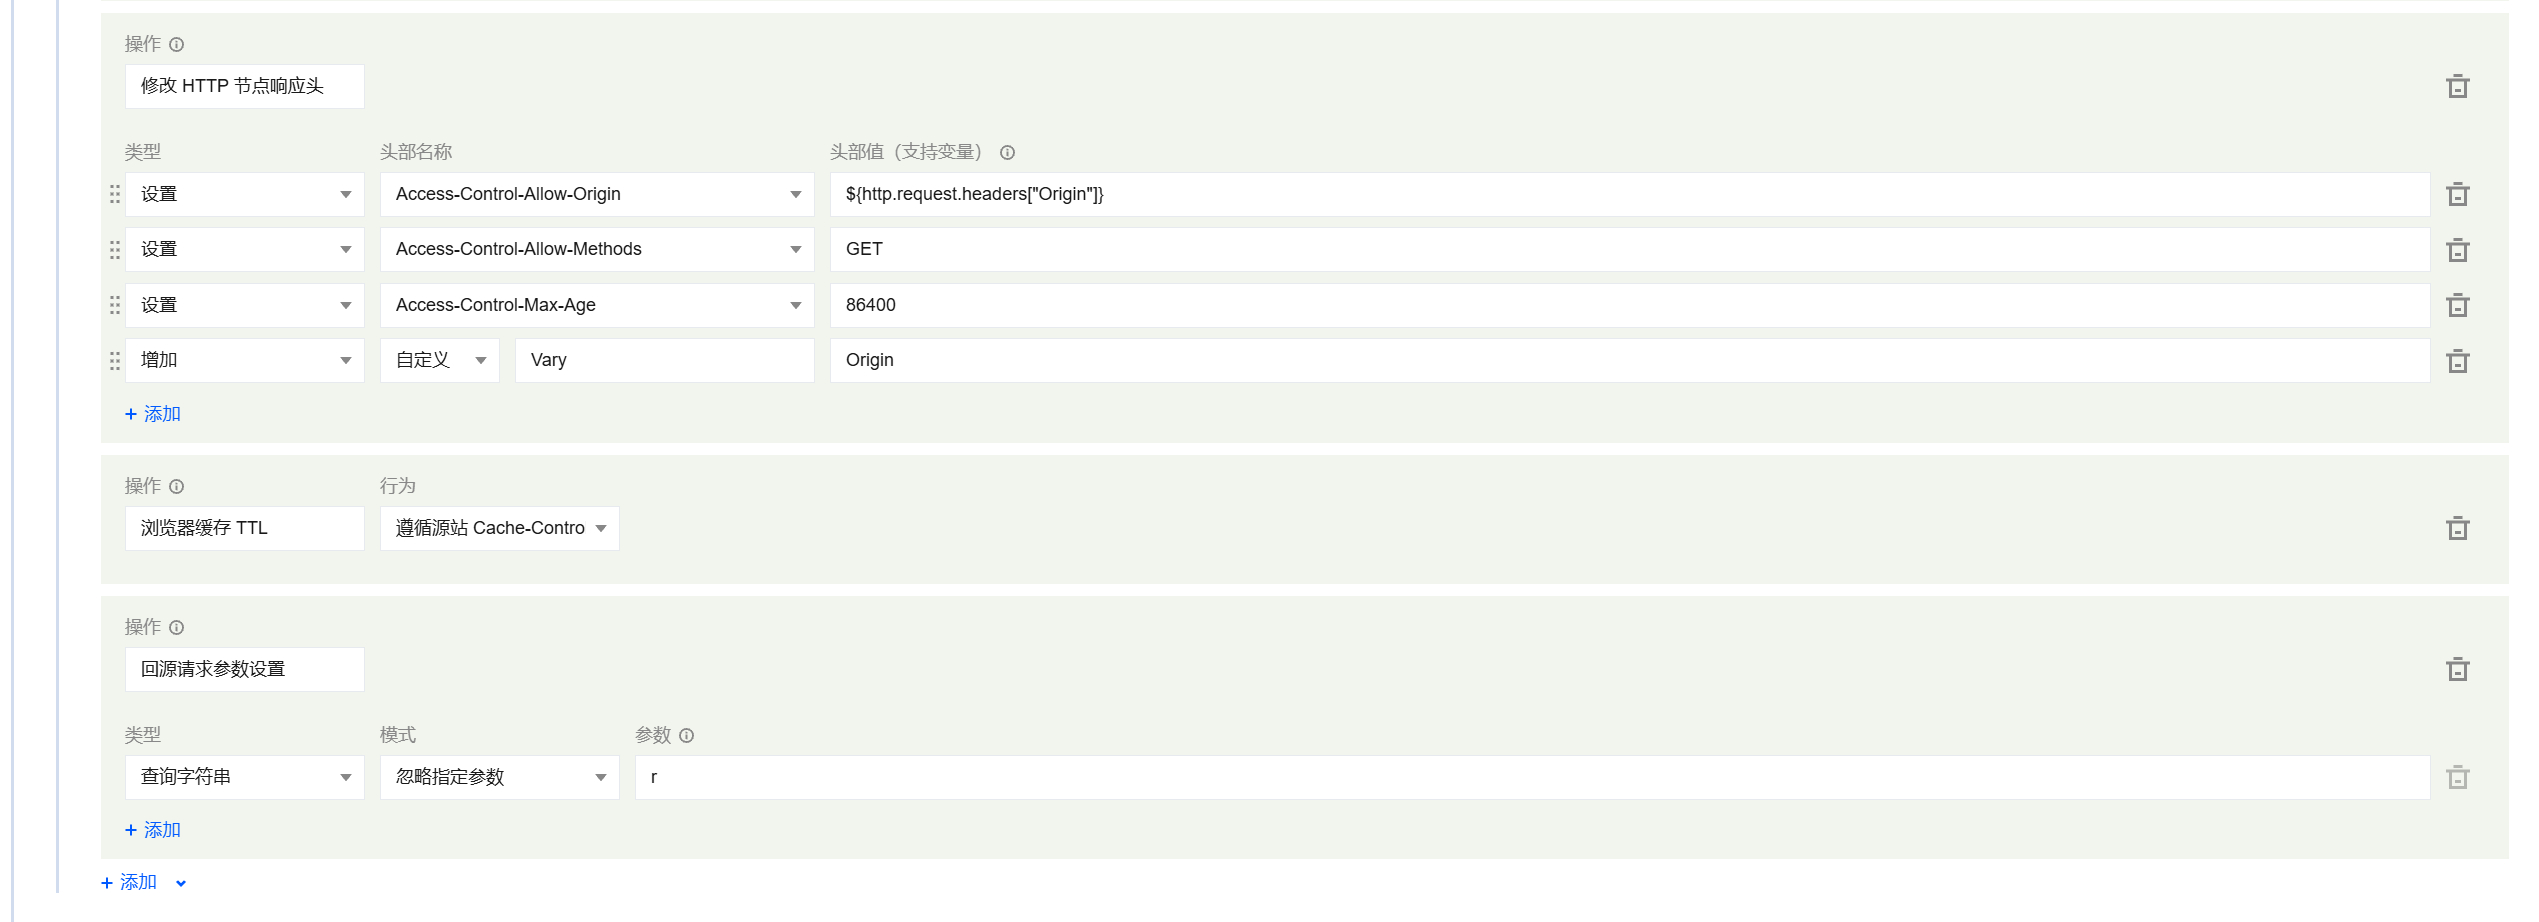 操作
修改 HTTP 节点响应头
类型 头部名称 头部值（支持变量）
设置 Access-Control-Allow-Origin ${http.request.headers["Origin"]}
设置 Access-Control-Allow-Methods GET
设置 Access-Control-Max-Age 86400
增加 自定义 Vary Origin
+ 添加
操作 行为
浏览器缓存 TTL 遵循源站 Cache-Contro
操作
回源请求参数设置
类型 模式 参数
查询字符串 忽略指定参数 r
+ 添加
+ 添加